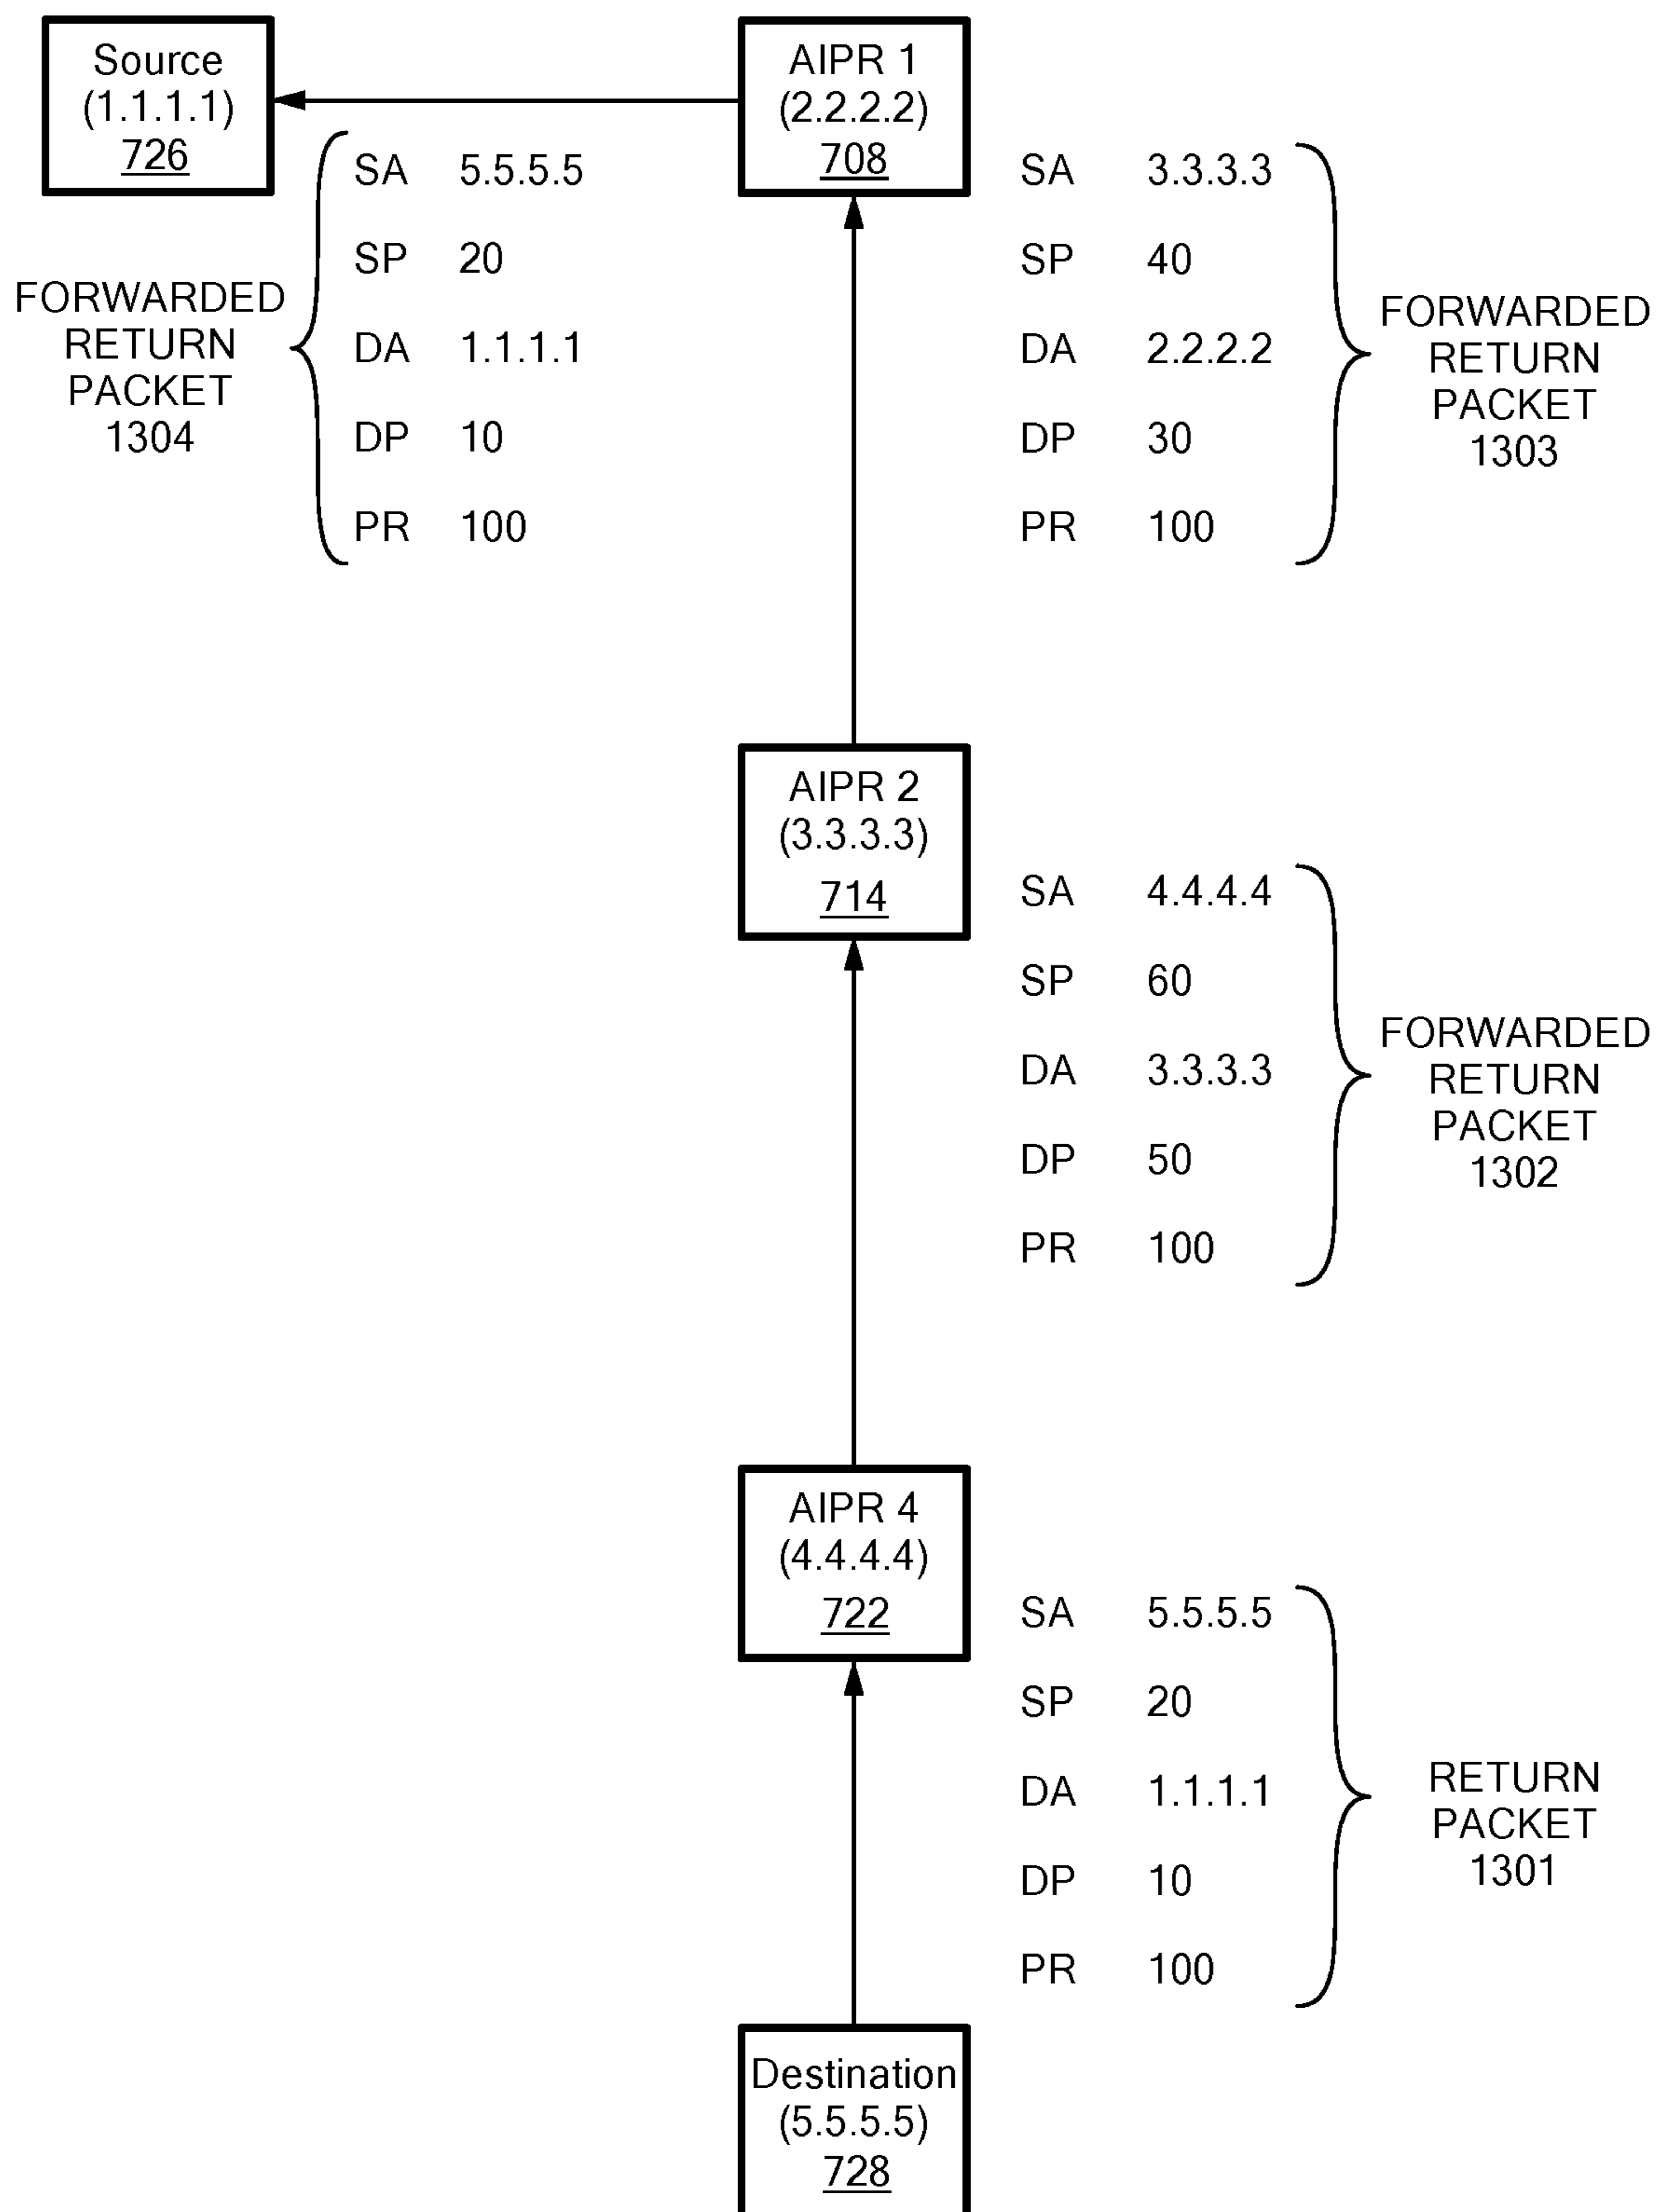 Source
(1.1.1.1)
726
AIPR 1
(2.2.2.2)
708
FORWARDED
RETURN
PACKET
1304
SA 5.5.5.5
SP 20
DA 1.1.1.1
DP 10
PR 100
SA 3.3.3.3
SP 40
DA 2.2.2.2
DP 30
PR 100
FORWARDED
RETURN
PACKET
1303
AIPR 2
(3.3.3.3)
714
SA 4.4.4.4
SP 60
DA 3.3.3.3
DP 50
PR 100
FORWARDED
RETURN
PACKET
1302
AIPR 4
(4.4.4.4)
722
SA 5.5.5.5
SP 20
DA 1.1.1.1
DP 10
PR 100
RETURN
PACKET
1301
Destination
(5.5.5.5)
728